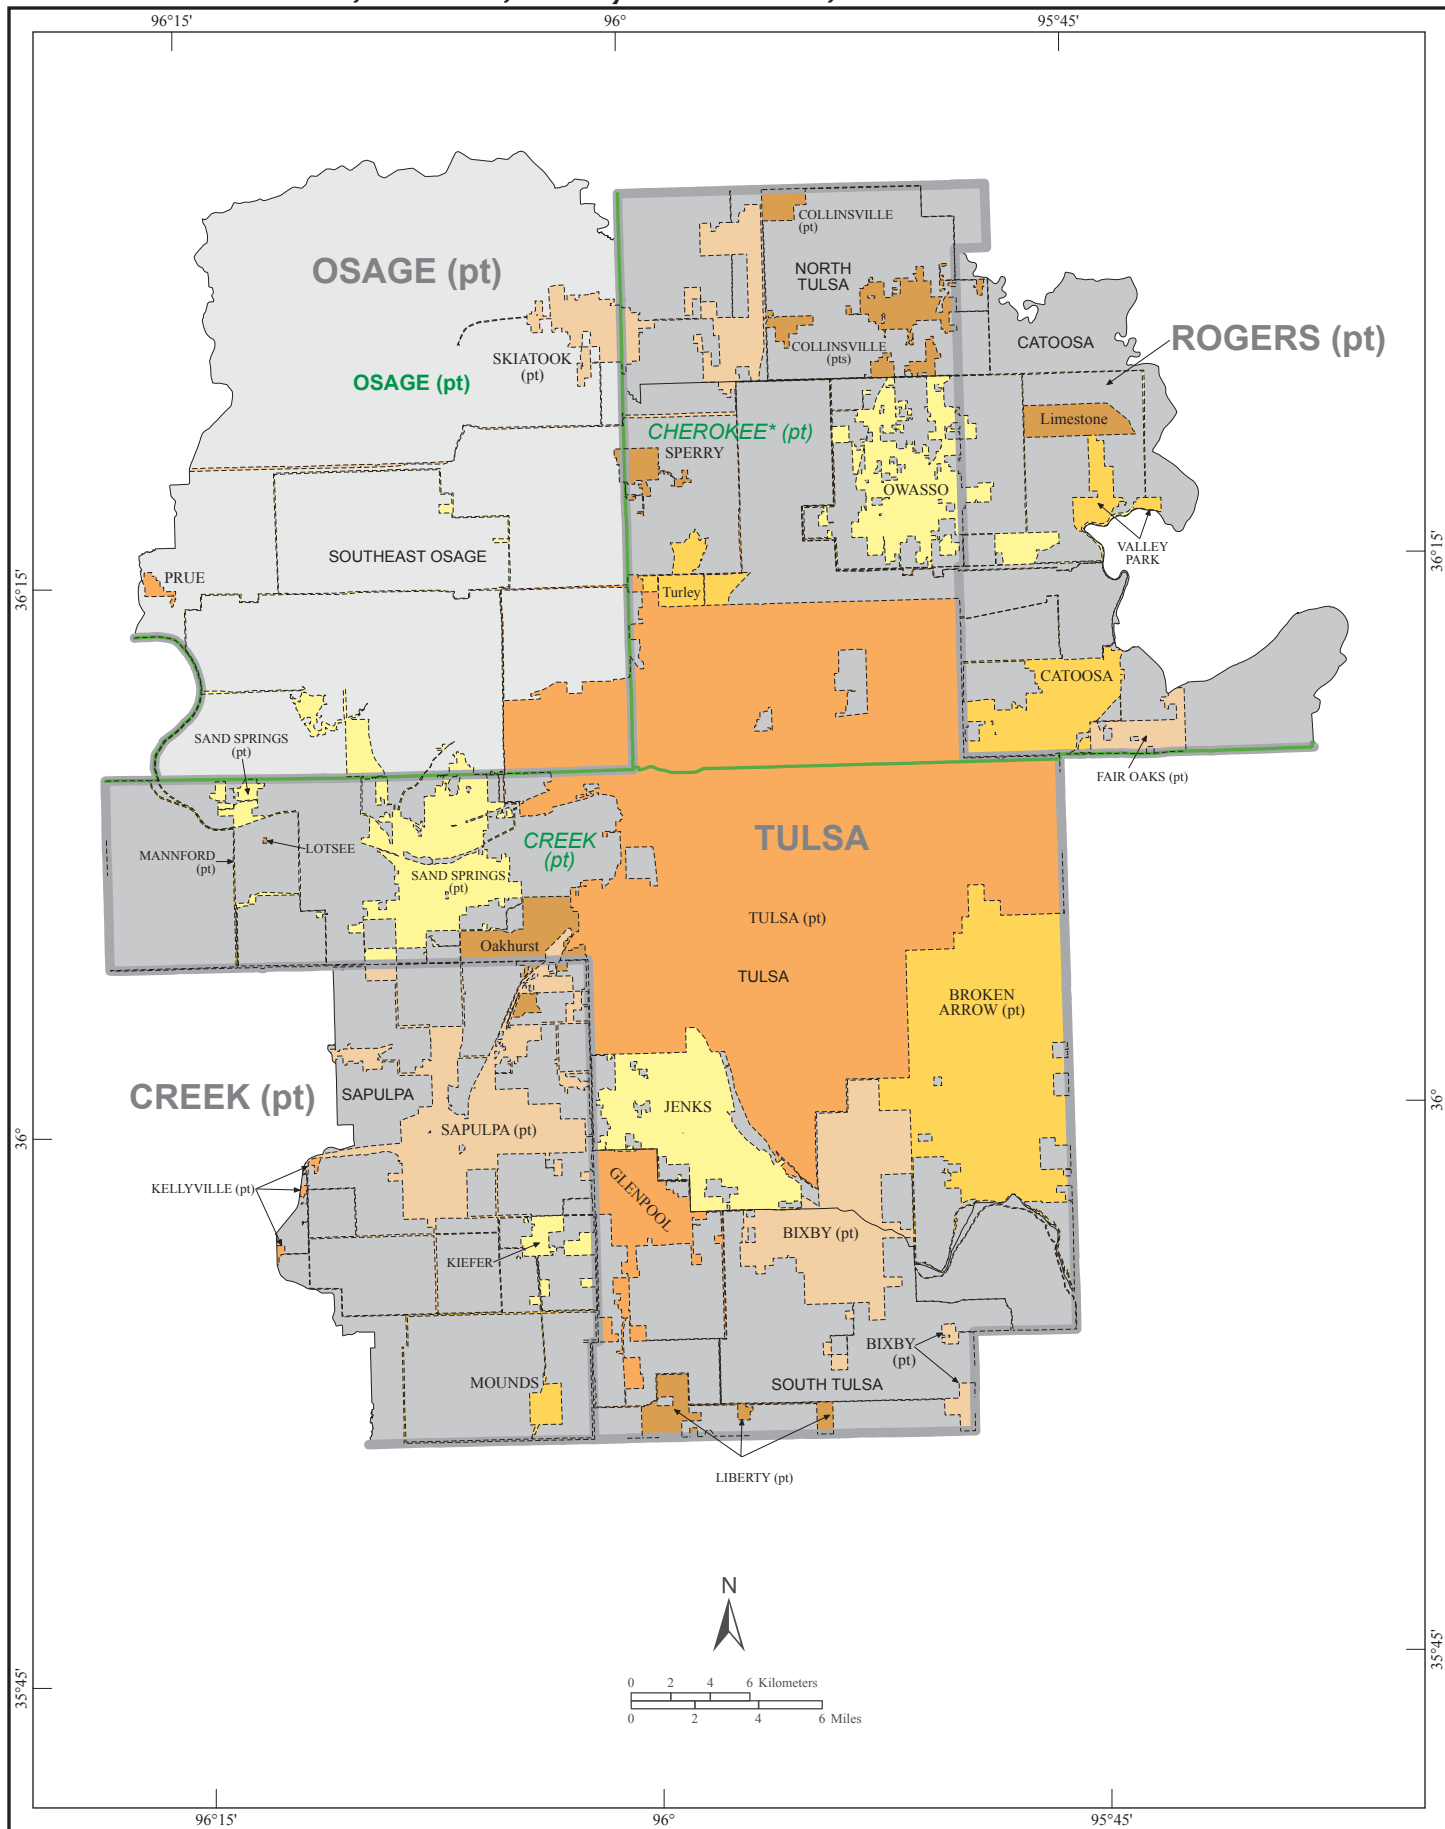 96°15'
96°
95°45'
COLLINSVILLE
(pt)
OSAGE (pt)
NORTH
TULSA
CATOOSA
ROGERS (pt)
COLLINSVILLE
(pts)
SKIATOOK
(pt)
OSAGE (pt)
Limestone
CHEROKEE* (pt)
SPERRY
OWASSO
VALLEY
PARK
SOUTHEAST OSAGE
36°15'
36°15'
PRUE
Turley
CATOOSA
SAND SPRINGS
(pt)
FAIR OAKS (pt)
TULSA
CREEK
(pt)
LOTSEE
MANNFORD
(pt)
SAND SPRINGS
(pt)
TULSA (pt)
Oakhurst
TULSA
BROKEN
ARROW (pt)
CREEK (pt)
SAPULPA
JENKS
36°
36°
SAPULPA (pt)
KELLYVILLE (pt)
GLENPOOL
BIXBY (pt)
KIEFER
BIXBY
(pt)
MOUNDS
SOUTH TULSA
LIBERTY (pt)
N
35°45'
35°45'
0 2 4 6 Kilometers
0 2 4 6 Miles
96°15'
96°
95°45'